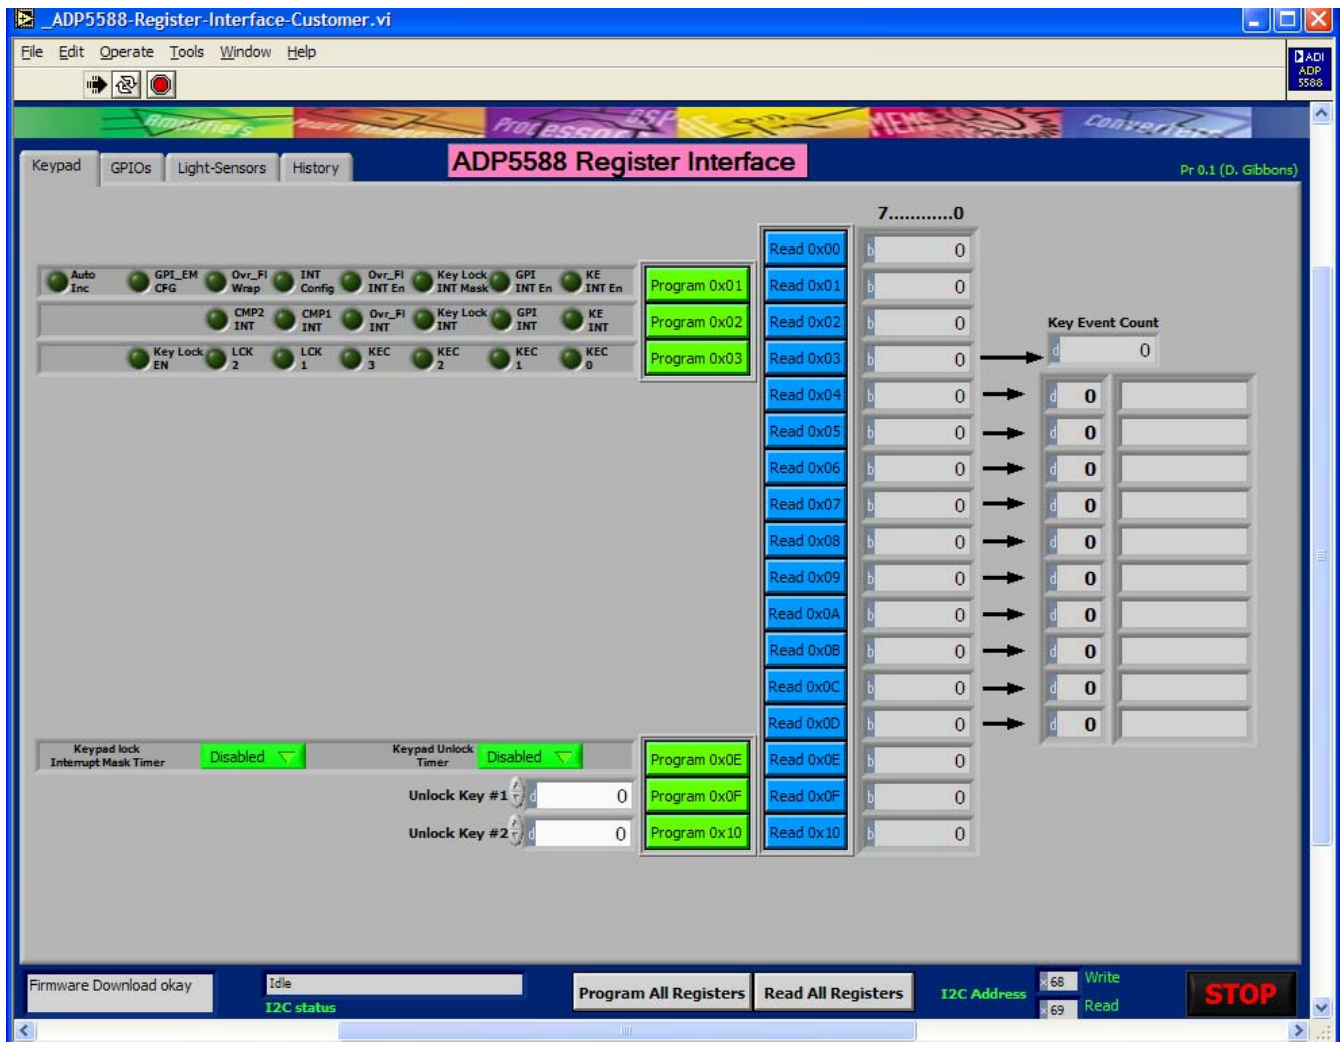 _ADP5588-Register-Interface-Customer.vi
File Edit Operate Tools Window Help
ADI
ADP
5588
Amplifiers Power Management Processors DSP MEMS Converters
Keypad GPIOs Light-Sensors History
ADP5588 Register Interface
Pr 0.1 (D. Gibbons)
7............0
Read 0x00 b 0
Auto Inc GPI_EM CFG Ovr_Fl Wrap INT Config Ovr_Fl INT En Key Lock INT Mask GPI INT En KE INT En Program 0x01 Read 0x01 b 0
CMP2 INT CMP1 INT Ovr_Fl INT Key Lock INT GPI INT KE INT Program 0x02 Read 0x02 b 0
Key Event Count
Key Lock EN LCK 2 LCK 1 KEC 3 KEC 2 KEC 1 KEC 0 Program 0x03 Read 0x03 b 0 d 0
Read 0x04 b 0 d 0
Read 0x05 b 0 d 0
Read 0x06 b 0 d 0
Read 0x07 b 0 d 0
Read 0x08 b 0 d 0
Read 0x09 b 0 d 0
Read 0x0A b 0 d 0
Read 0x0B b 0 d 0
Read 0x0C b 0 d 0
Read 0x0D b 0 d 0
Keypad lock Interrupt Mask Timer Disabled Keypad Unlock Timer Disabled Program 0x0E Read 0x0E b 0
Unlock Key #1 d 0 Program 0x0F Read 0x0F b 0
Unlock Key #2 d 0 Program 0x10 Read 0x10 b 0
Firmware Download okay
Idle
I2C status
Program All Registers Read All Registers
I2C Address
x 68 Write
x 69 Read
STOP